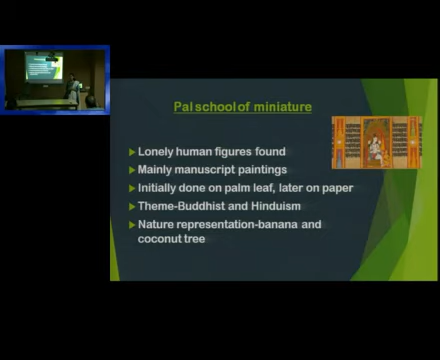 Pal school of miniature
Lonely human figures found
Mainly manuscript paintings
Initially done on palm leaf, later on paper
Theme-Buddhist and Hinduism
Nature representation-banana and
coconut tree